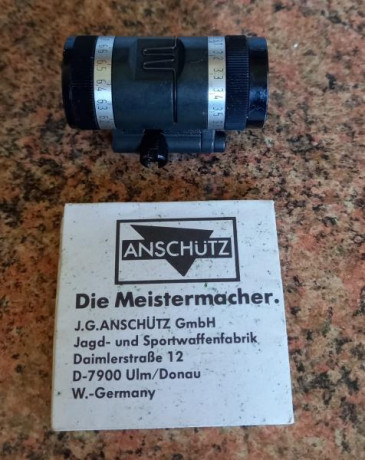 ANSCHÜTZ
Die Meistermacher.
J.G.ANSCHÜTZ GmbH
Jagd- und Sportwaffenfabrik
Daimlerstraße 12
D-7900 Ulm/Donau
W.-Germany